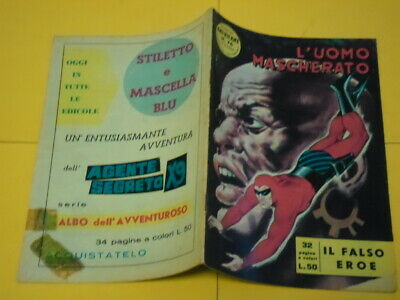 OGGI
IN
TUTTE
LE
EDICOLE
STILETTO
e
MASCELLA
BLU
UN'ENTUSIASMANTE
AVVENTURA
dell'
AGENTE
SEGRETO X9
serie
ALBO dell'AVVENTUROSO
34 pagine a colori L. 50
ACQUISTATELO
L'UOMO
MASCHERATO
32
pagine
a colori
L.50
IL FALSO
EROE